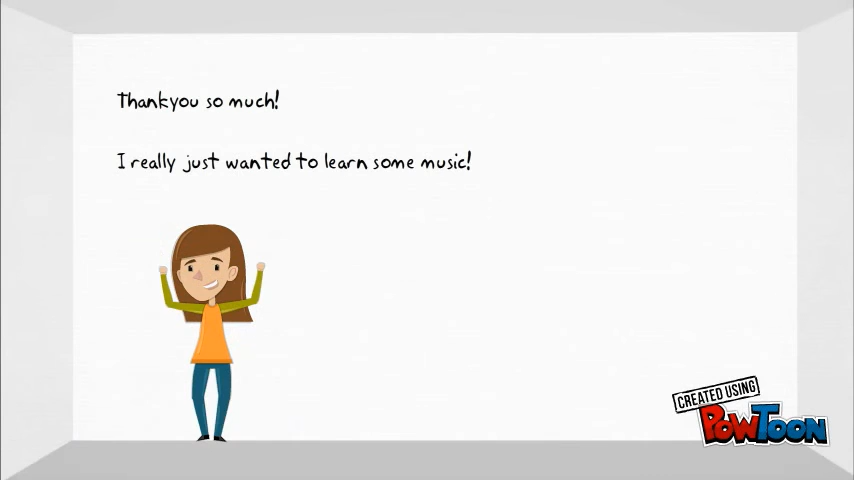 Thankyou so much!
I really just wanted to learn some music!
CREATED USING
POWTOON